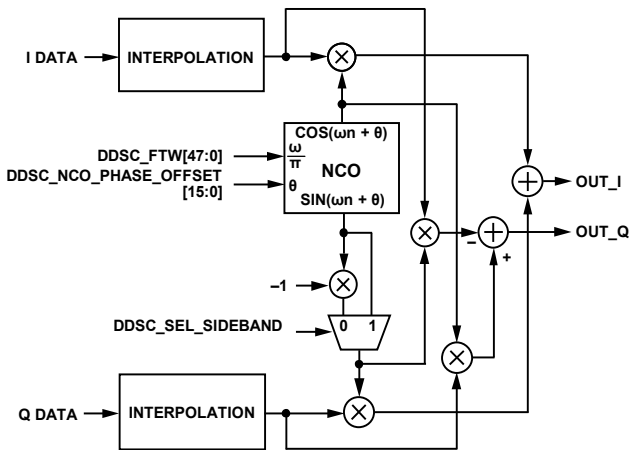 I DATA
INTERPOLATION
×
COS(ωn + θ)
DDSC_FTW[47:0]
ω
π
NCO
DDSC_NCO_PHASE_OFFSET
[15:0]
θ
SIN(ωn + θ)
+
OUT_I
×
–
+
OUT_Q
+
–1
×
0 1
DDSC_SEL_SIDEBAND
×
Q DATA
INTERPOLATION
×